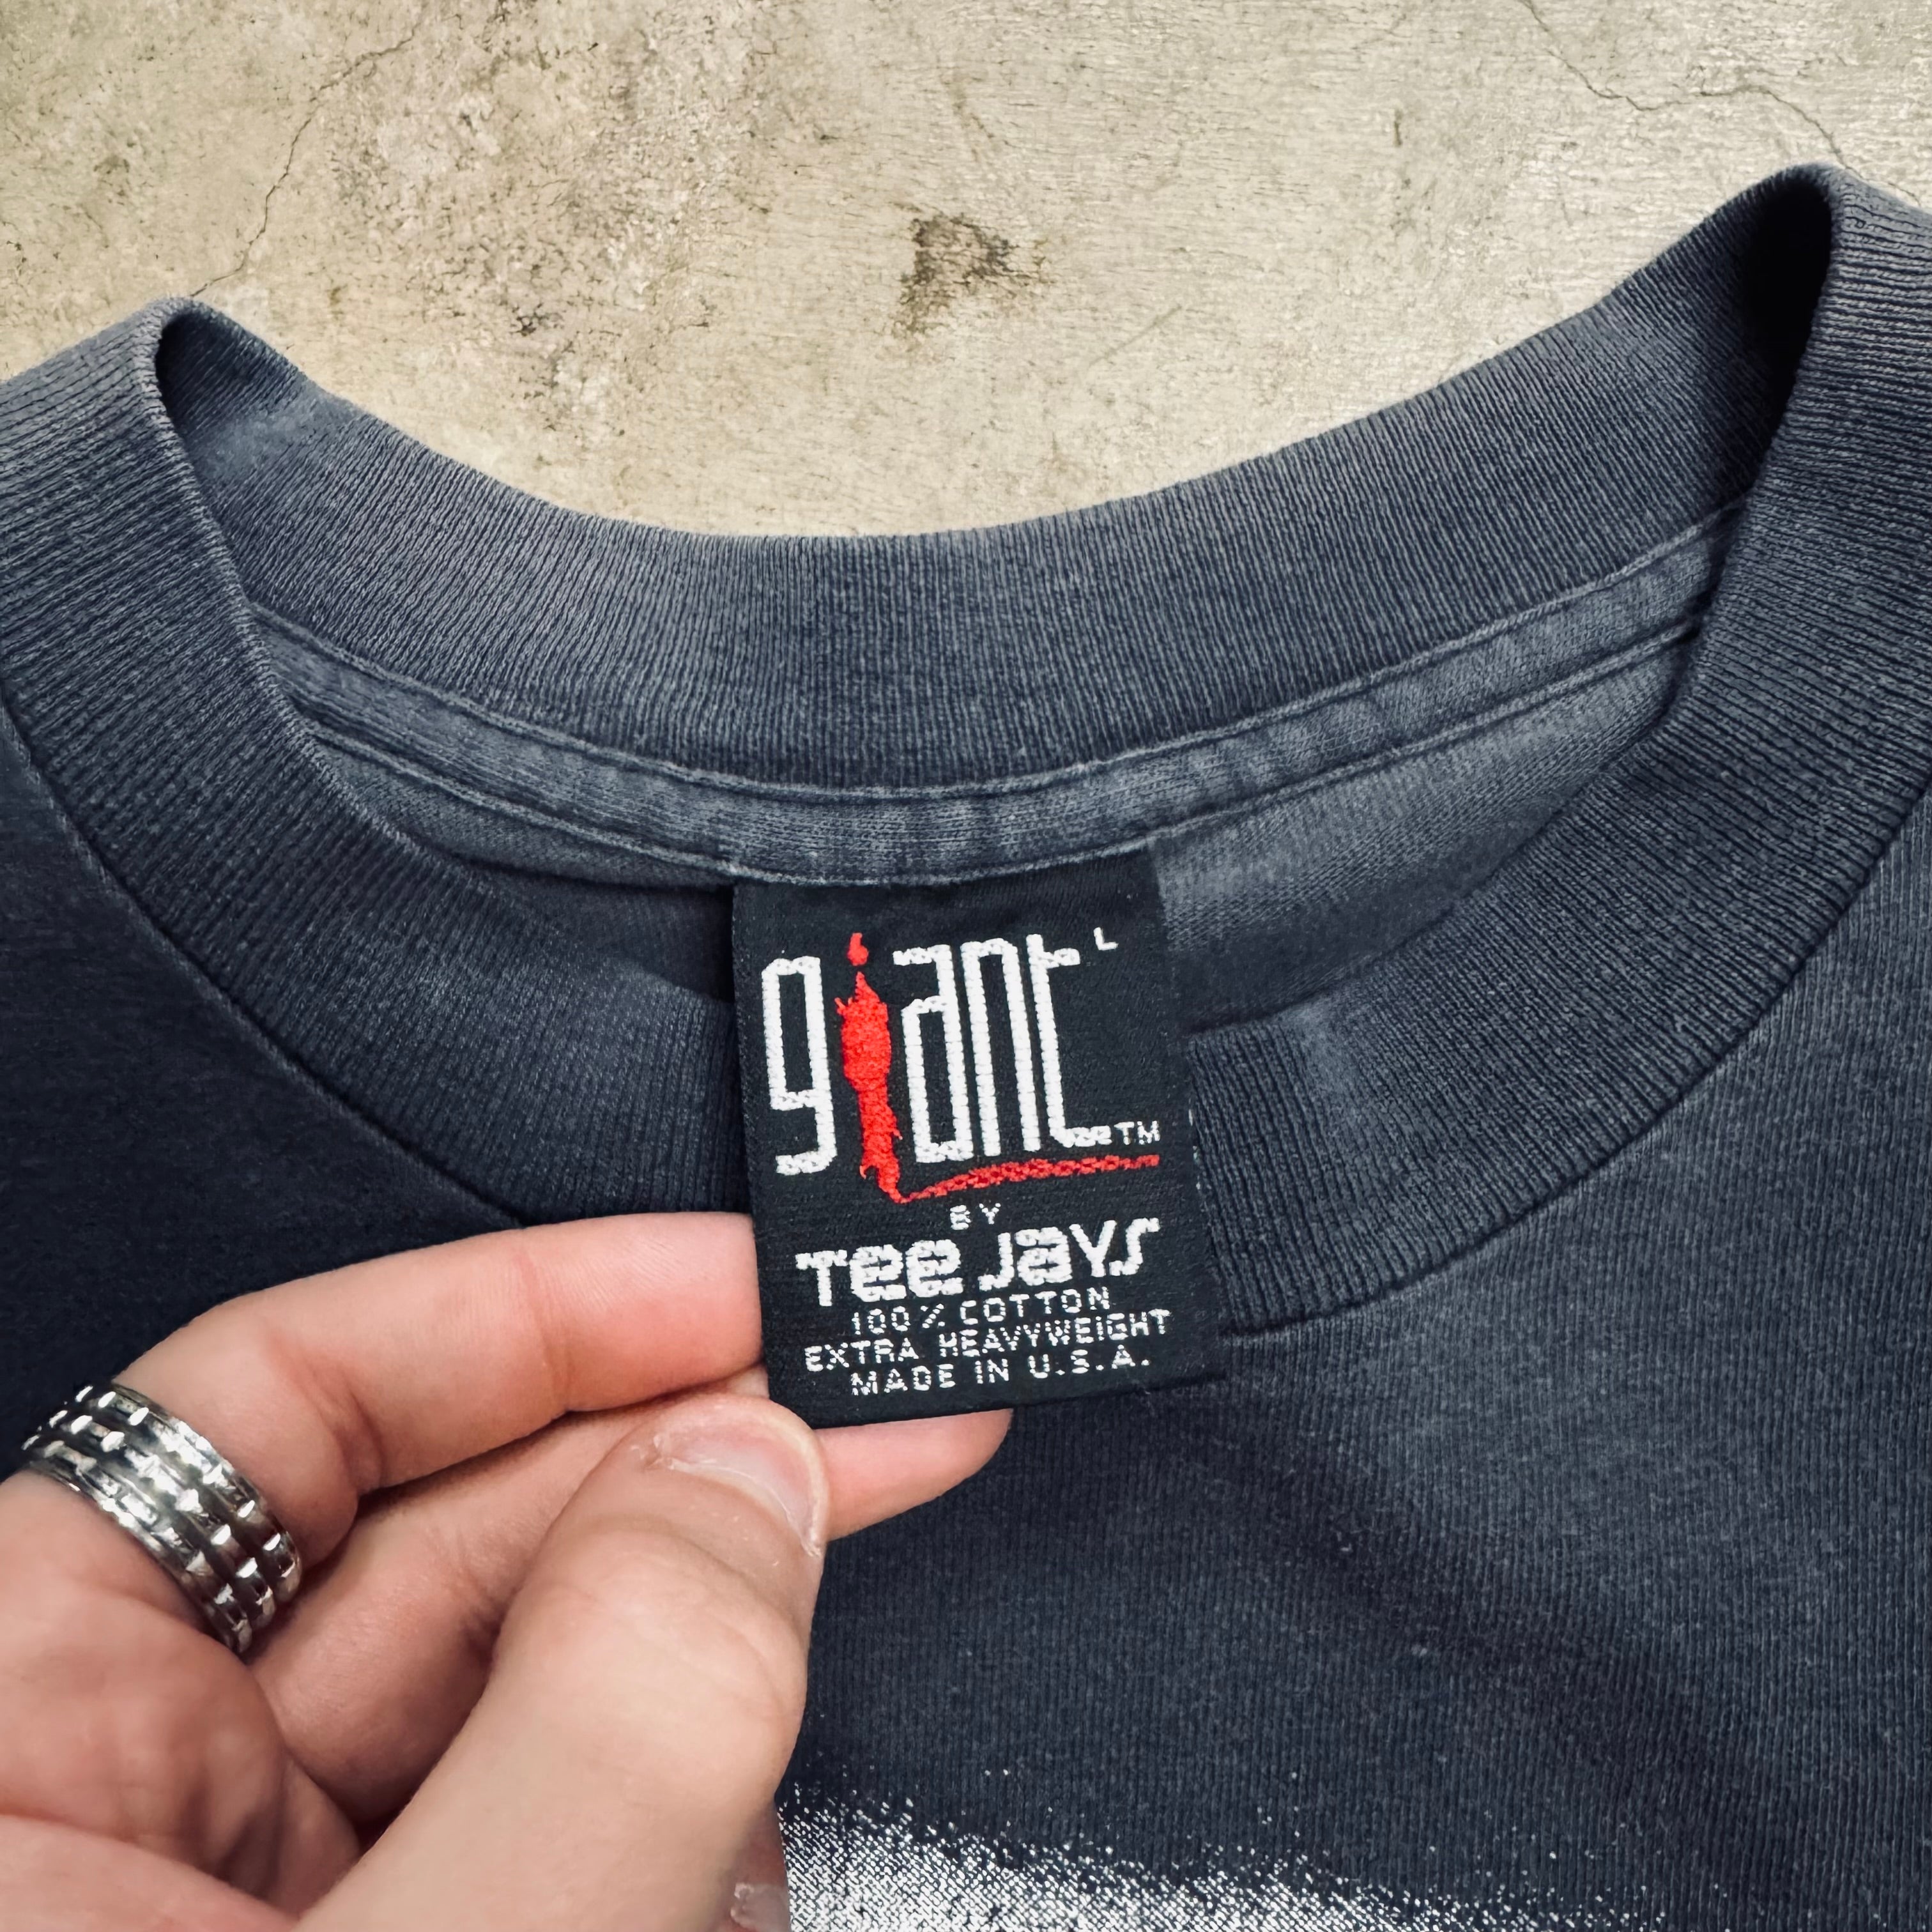 giant L
TM
BY
Tee Jays
100% COTTON
EXTRA HEAVYWEIGHT
MADE IN U.S.A.